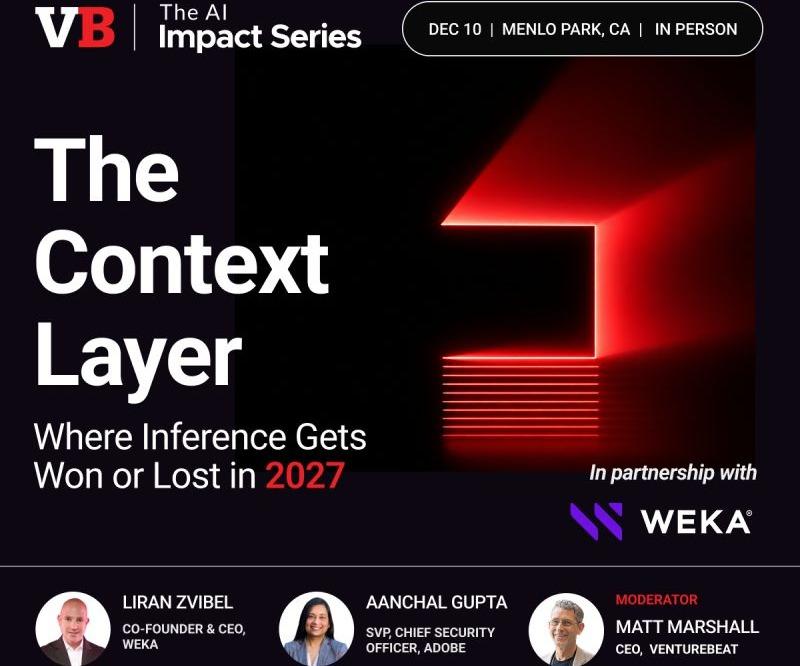 VB
The AI
Impact Series
DEC 10 | MENLO PARK, CA | IN PERSON
The
Context
Layer
Where Inference Gets
Won or Lost in 2027
In partnership with
WEKA®
LIRAN ZVIBEL
CO-FOUNDER & CEO,
WEKA
AANCHAL GUPTA
SVP, CHIEF SECURITY
OFFICER, ADOBE
MODERATOR
MATT MARSHALL
CEO, VENTUREBEAT